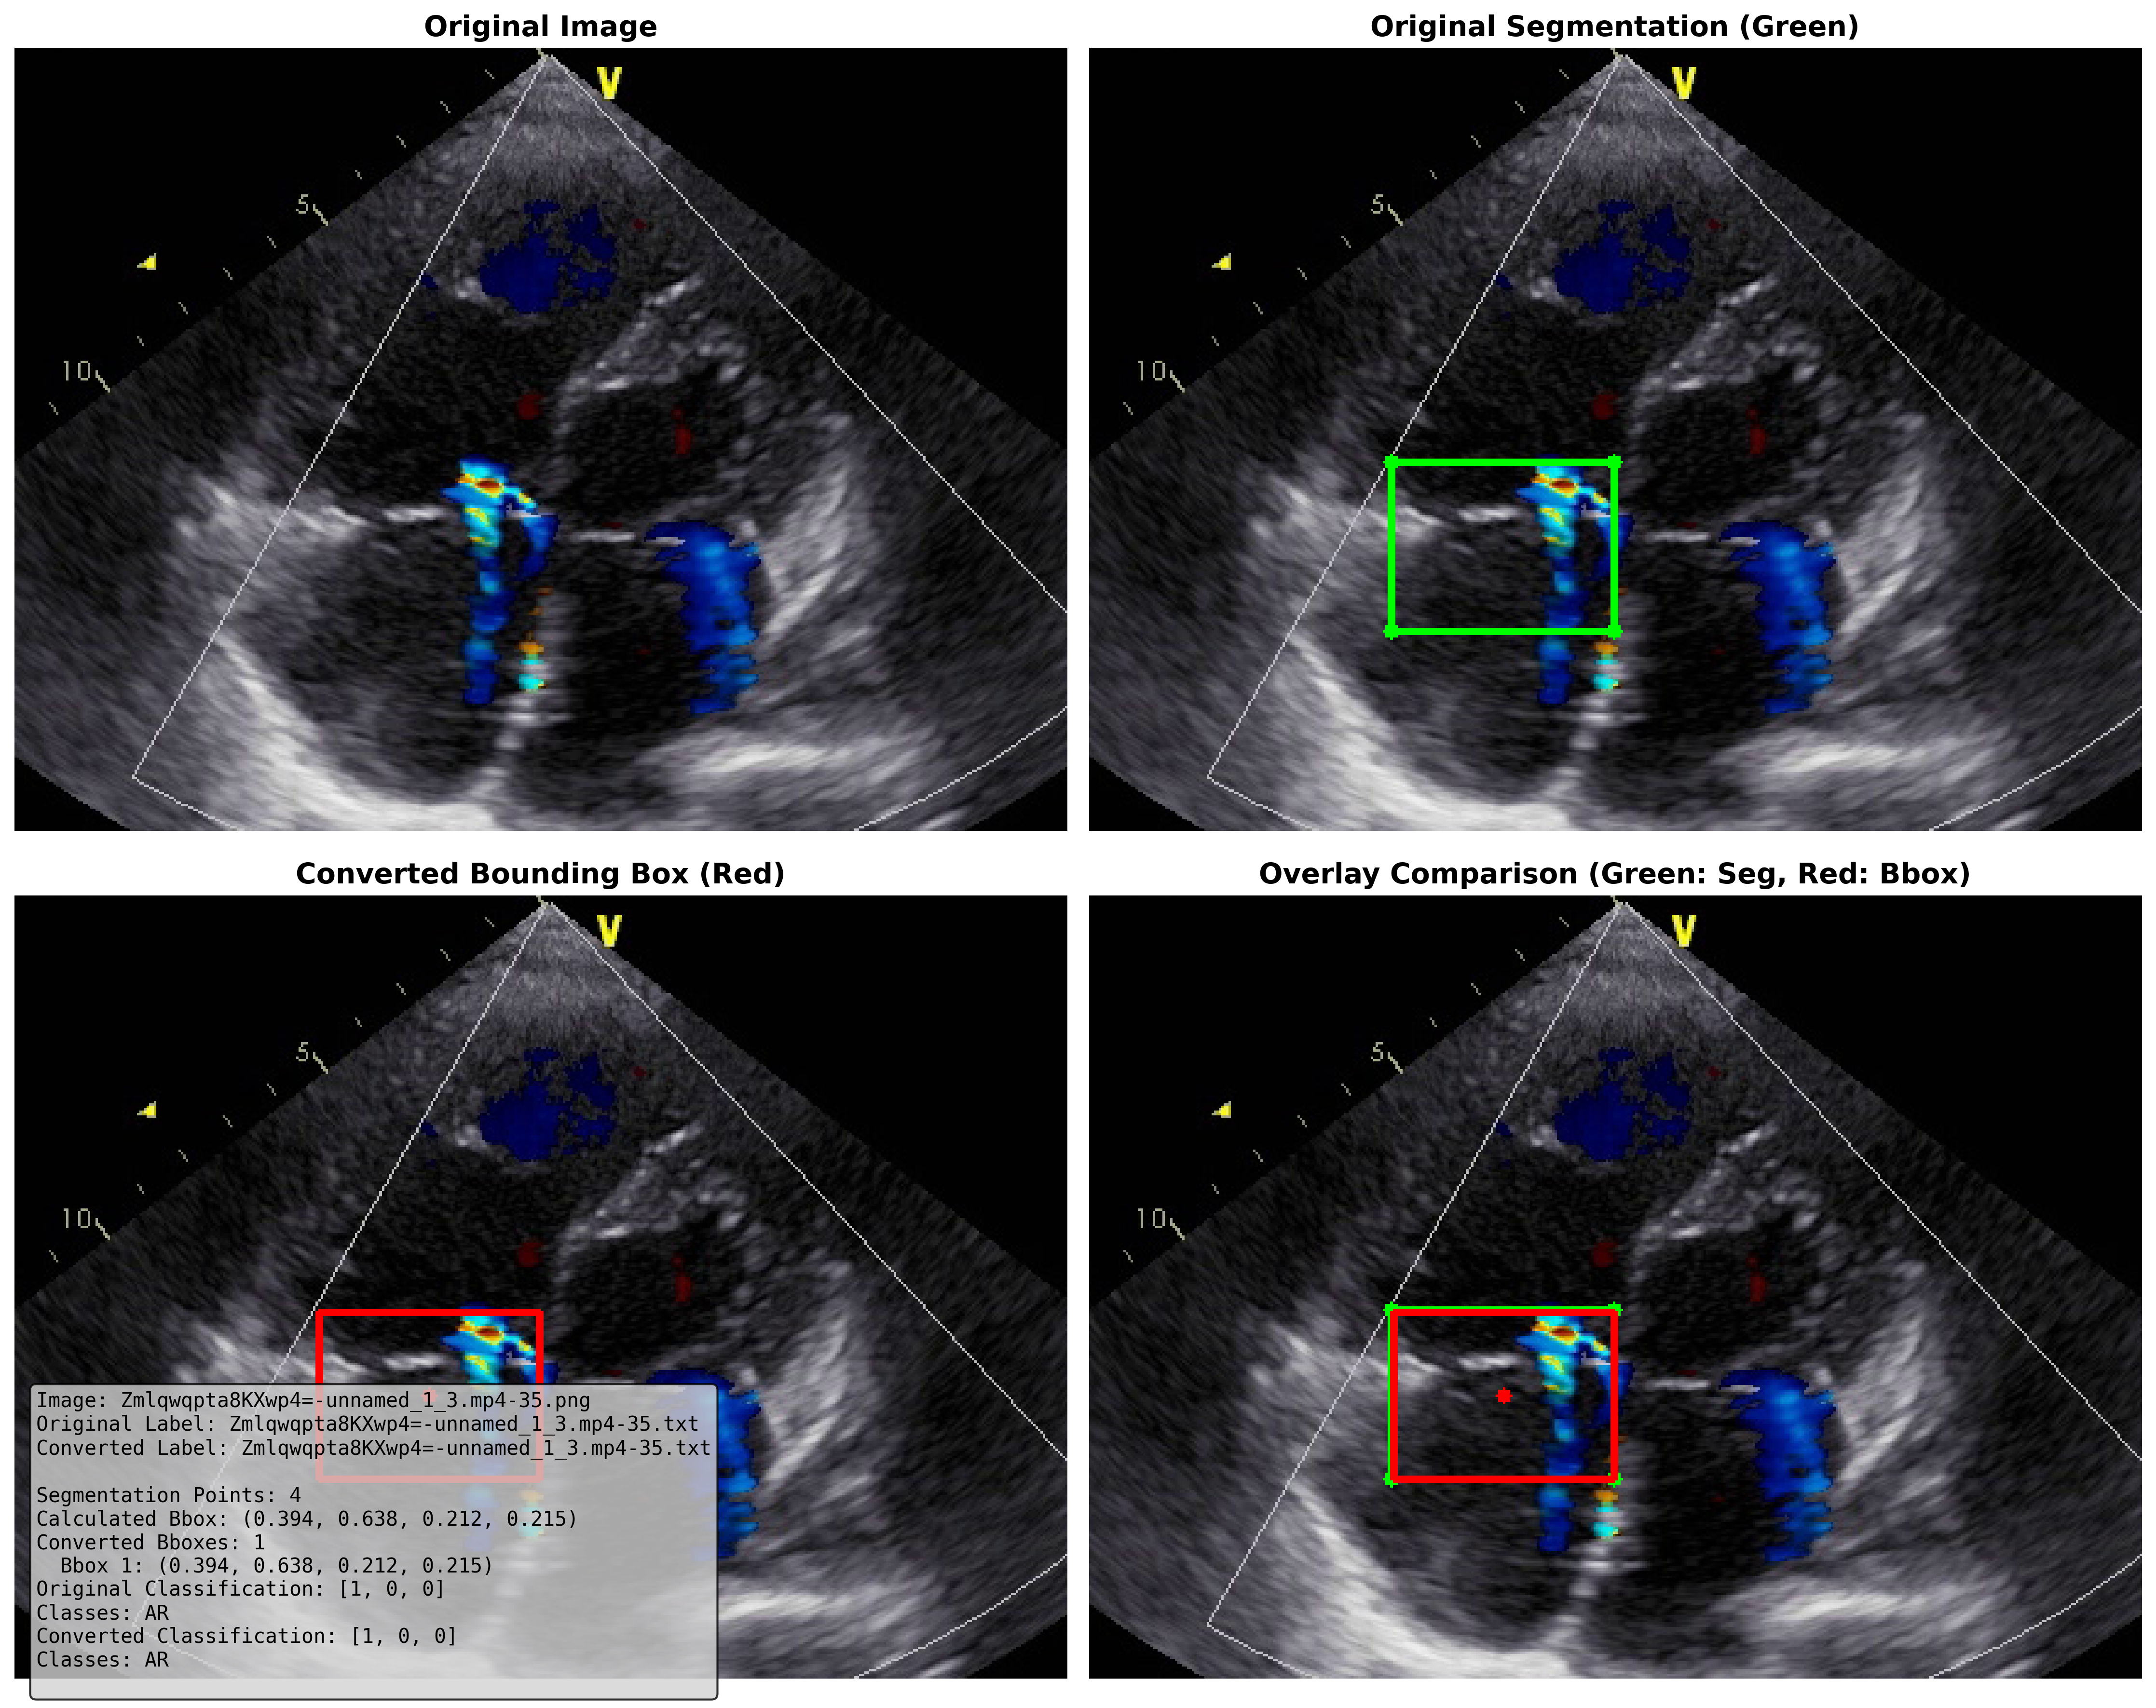 Original Image
Original Segmentation (Green)
V
5
10
V
5
10
Converted Bounding Box (Red)
Overlay Comparison (Green: Seg, Red: Bbox)
V
5
10
V
5
10
Image: Zmlqwqpta8KXwp4=-unnamed_1_3.mp4-35.png
Original Label: Zmlqwqpta8KXwp4=-unnamed_1_3.mp4-35.txt
Converted Label: Zmlqwqpta8KXwp4=-unnamed_1_3.mp4-35.txt
Segmentation Points: 4
Calculated Bbox: (0.394, 0.638, 0.212, 0.215)
Converted Bboxes: 1
Bbox 1: (0.394, 0.638, 0.212, 0.215)
Original Classification: [1, 0, 0]
Classes: AR
Converted Classification: [1, 0, 0]
Classes: AR